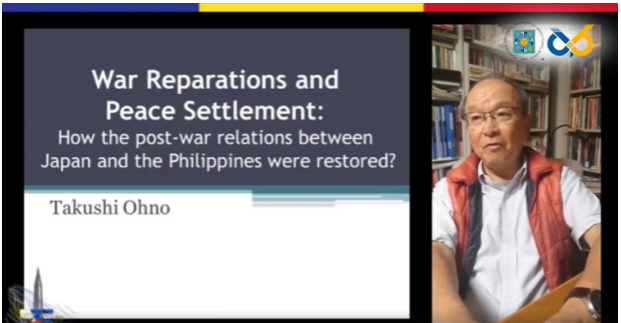 War Reparations and
Peace Settlement:
How the post-war relations between
Japan and the Philippines were restored?
Takushi Ohno